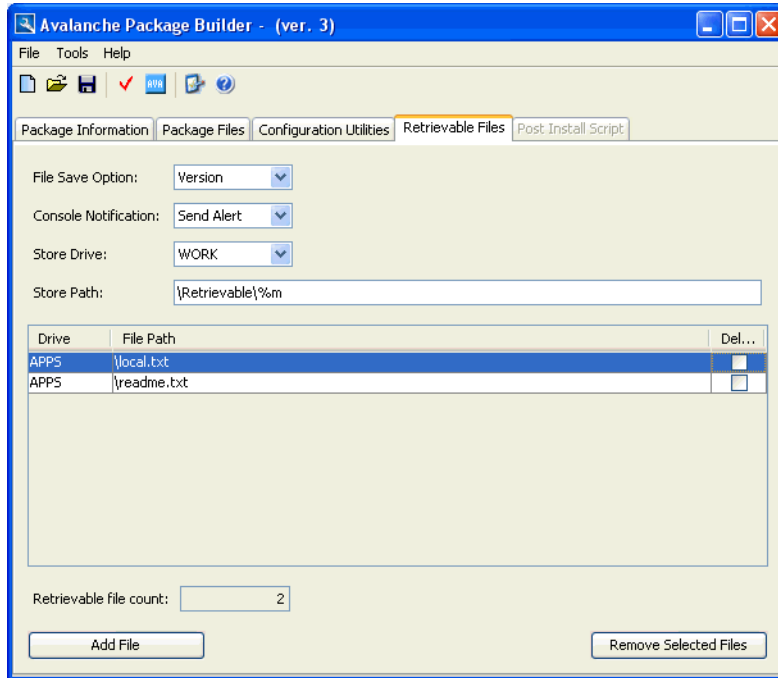 Avalanche Package Builder - (ver. 3)
File Tools Help
AVA
Package Information Package Files Configuration Utilities Retrievable Files Post Install Script
File Save Option: Version
Console Notification: Send Alert
Store Drive: WORK
Store Path: \Retrievable\%m
Drive File Path Del...
APPS \local.txt
APPS \readme.txt
Retrievable file count: 2
Add File Remove Selected Files